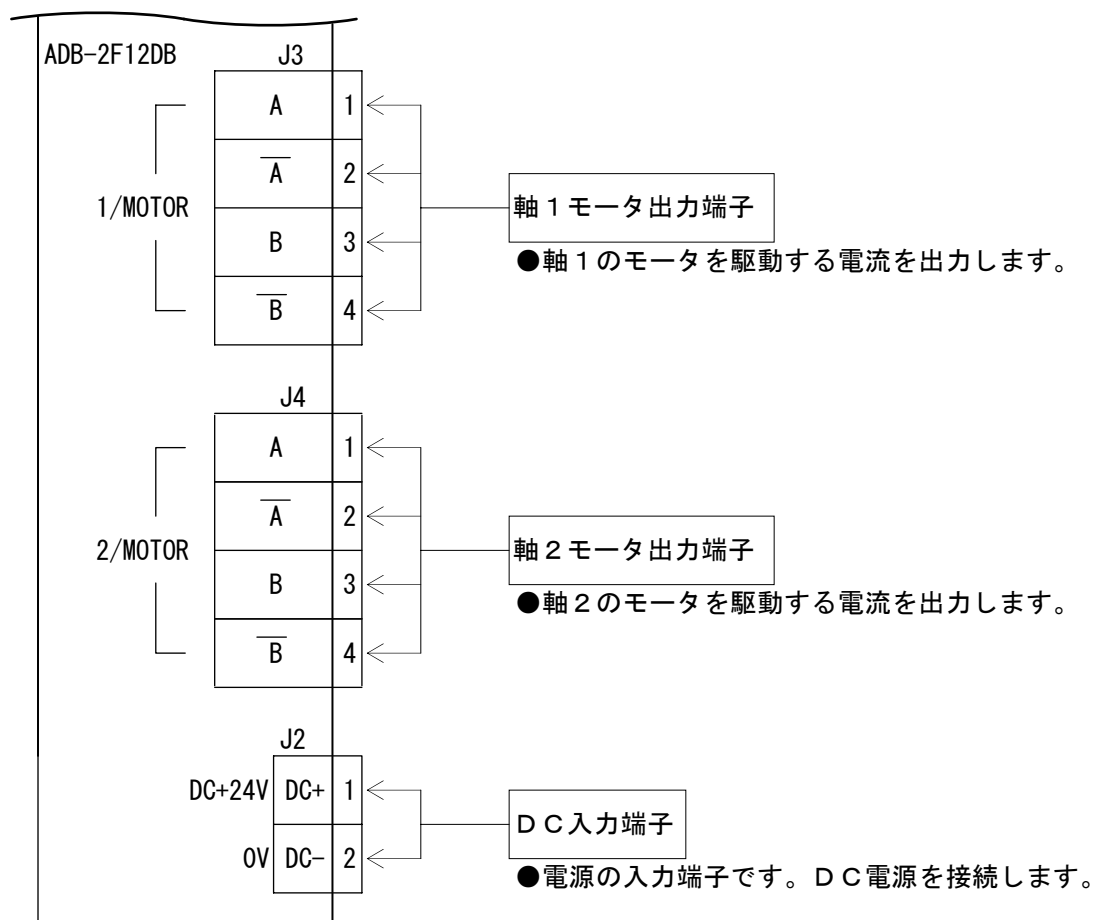 ADB-2F12DB
J3
A 1
A̅ 2
1/MOTOR
B 3
B̅ 4
軸1モータ出力端子
●軸1のモータを駆動する電流を出力します。
J4
A 1
A̅ 2
2/MOTOR
B 3
B̅ 4
軸2モータ出力端子
●軸2のモータを駆動する電流を出力します。
J2
DC+24V DC+ 1
0V DC- 2
DC入力端子
●電源の入力端子です。DC電源を接続します。